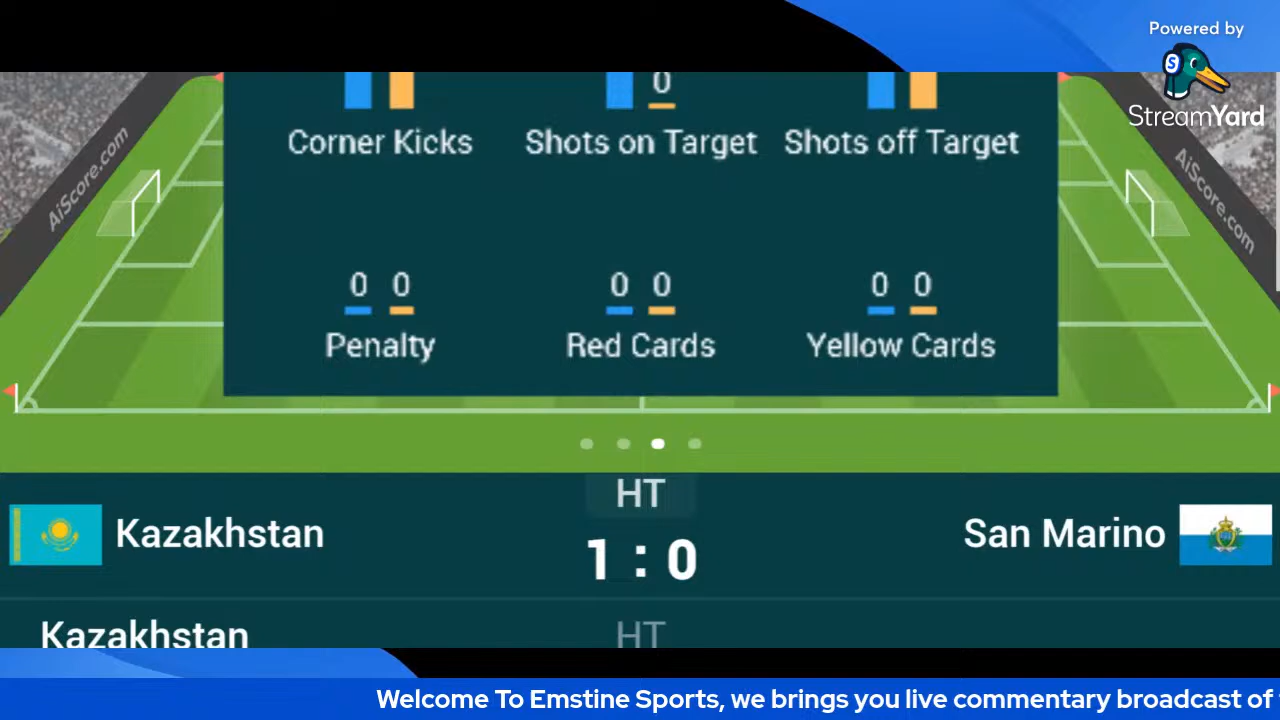 Powered by
S
StreamYard
AiScore.com
AiScore.com
0
Corner Kicks
Shots on Target
Shots off Target
0 0
0 0
0 0
Penalty
Red Cards
Yellow Cards
HT
Kazakhstan
1 : 0
San Marino
Kazakhstan
HT
Welcome To Emstine Sports, we brings you live commentary broadcast of